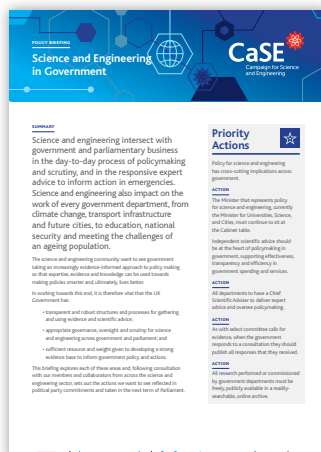 POLICY BRIEFING
Science and Engineering
in Government
CaSE
Campaign for Science
and Engineering
SUMMARY
Science and engineering intersect with
government and parliamentary business
in the day-to-day process of policymaking
and scrutiny, and in the responsive expert
advice to inform action in emergencies.
Science and engineering also impact on the
work of every government department, from
climate change, transport infrastructure
and future cities, to education, national
security and meeting the challenges of
an ageing population.
The science and engineering community want to see government
taking an increasingly evidence-informed approach to policy making
so that expertise, evidence and knowledge can be used towards
making policies smarter and, ultimately, lives better.
In working towards this end, it is therefore vital that the UK
Government has:
• transparent and robust structures and processes for gathering
and using evidence and scientific advice;
• appropriate governance, oversight and scrutiny for science
and engineering across government and parliament; and
• sufficient resource and weight given to developing a strong
evidence base to inform government policy and actions.
This briefing explores each of these areas and, following consultation
with our members and collaborators from across the science and
engineering sector, sets out the actions we want to see reflected in
political party commitments and taken in the next term of Parliament.
Priority
Actions
Policy for science and engineering
has cross-cutting implications across
government.
ACTION
The Minister that represents policy
for science and engineering, currently
the Minister for Universities, Science,
and Cities, must continue to sit at
the Cabinet table.
Independent scientific advice should
be at the heart of policymaking in
government, supporting effectiveness,
transparency and efficiency in
government spending and services.
ACTION
All departments to have a Chief
Scientific Adviser to deliver expert
advice and oversee policymaking.
ACTION
As with select committee calls for
evidence, when the government
responds to a consultation they should
publish all responses that they received.
ACTION
All research performed or commissioned
by government departments must be
freely, publicly available in a readily-
searchable, online archive.